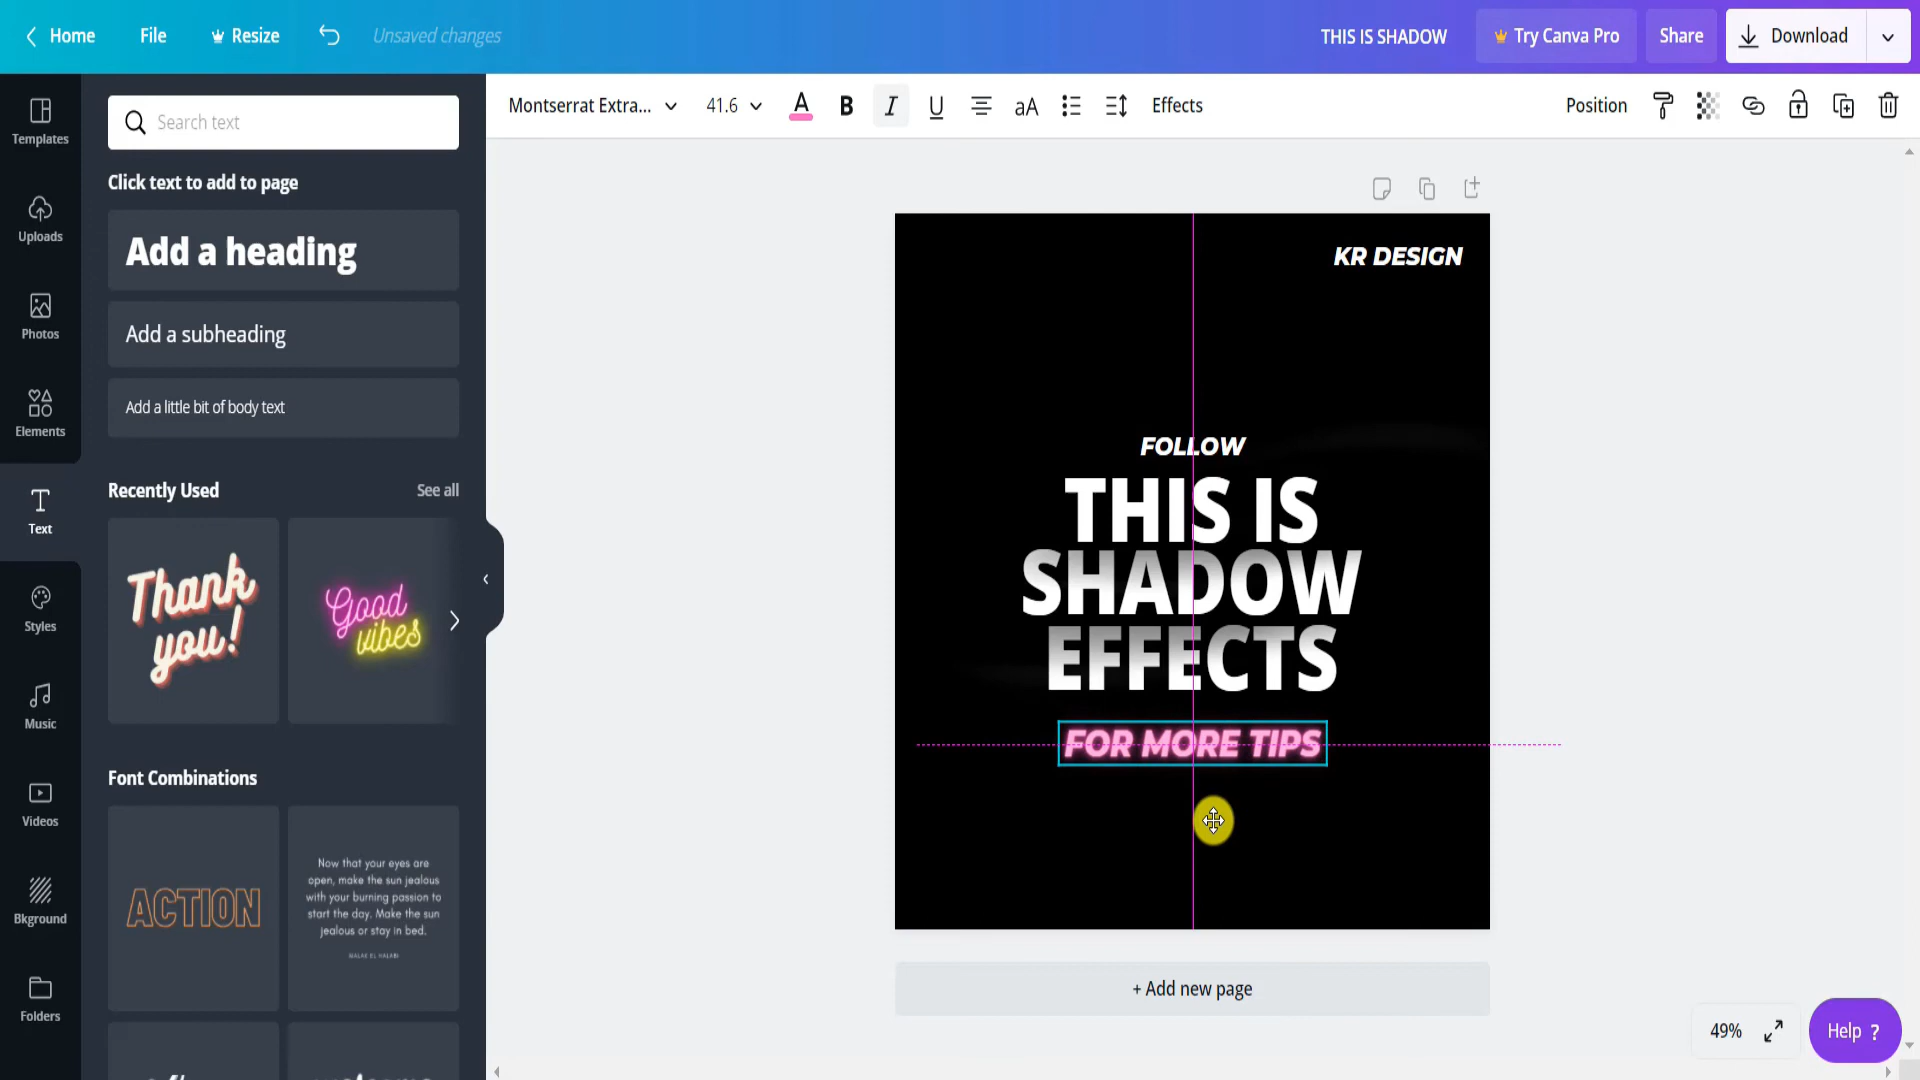 Home
File
Resize
Unsaved changes
THIS IS SHADOW
Try Canva Pro
Share
Download
Templates
Uploads
Photos
Elements
Text
Styles
Music
Videos
Bkground
Folders
Search text
Click text to add to page
Add a heading
Add a subheading
Add a little bit of body text
Recently Used
See all
Thank
you!
Good
vibes
Font Combinations
ACTION
Now that your eyes are
open, make the sun jealous
with your burning passion to
start the day. Make the sun
jealous or stay in bed.
MALAK EL HALABI
Montserrat Extra...
41.6
A
B
I
U
aA
Effects
Position
KR DESIGN
FOLLOW
THIS IS
SHADOW
EFFECTS
FOR MORE TIPS
+ Add new page
49%
Help ?